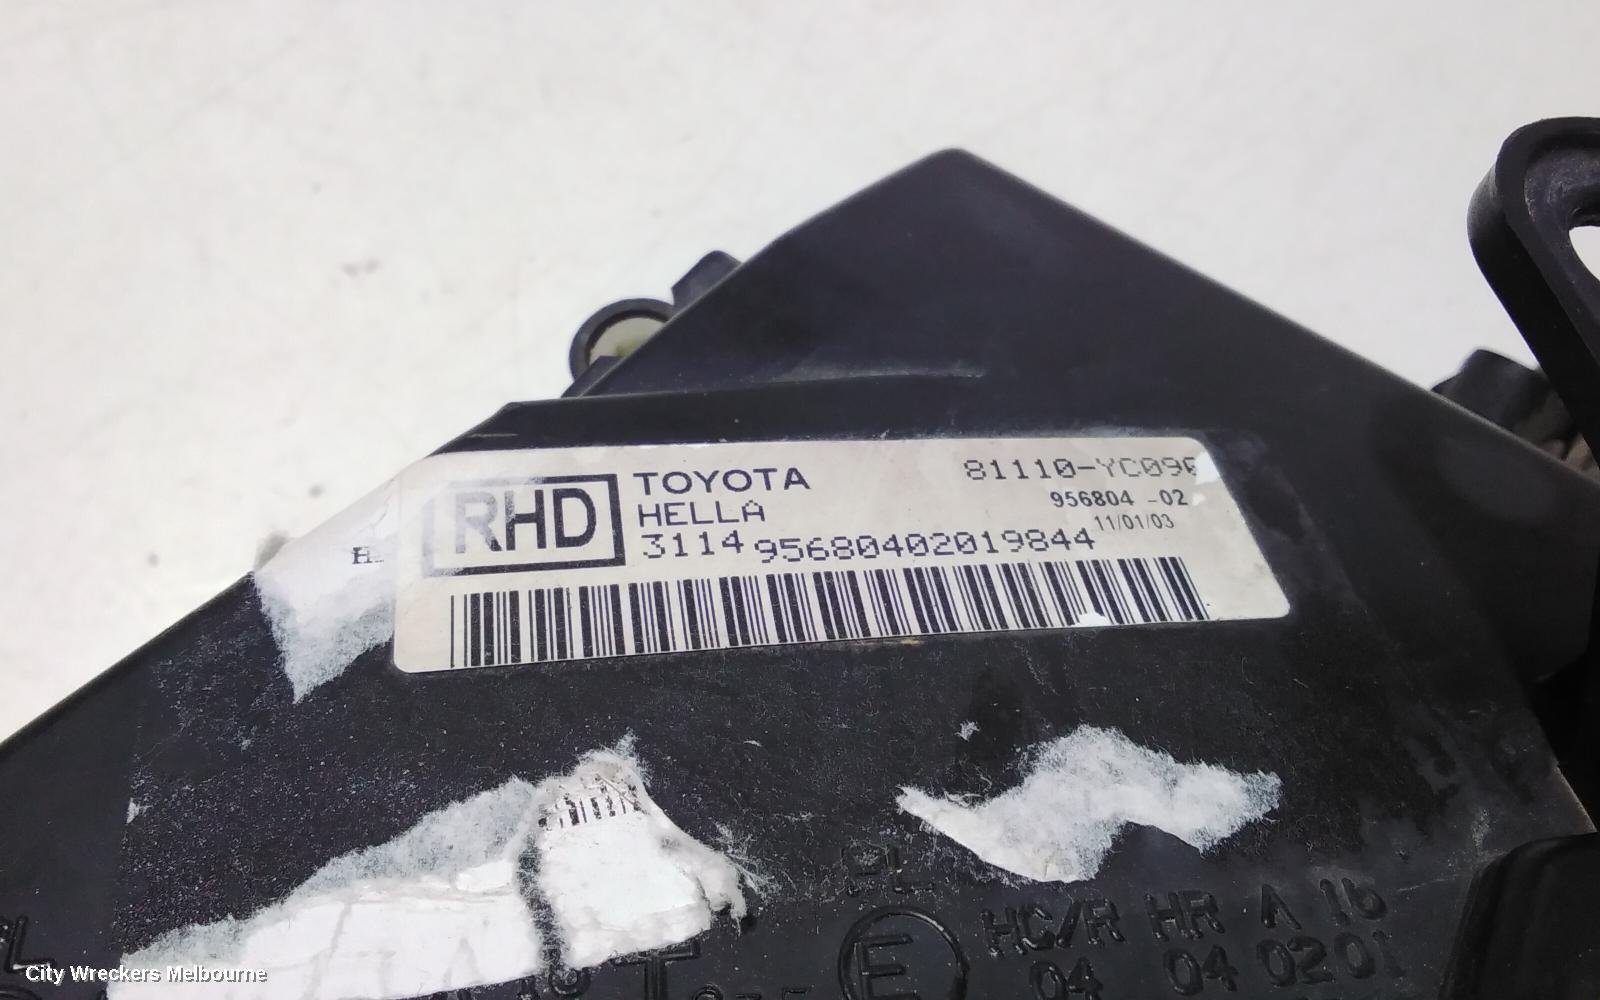 RHD
TOYOTA
81110-YC09
HELLA
956804 -02
11/01/03
3114 95680402019844
HC/R HR A 16
E
04 04 0201
City Wreckers Melbourne